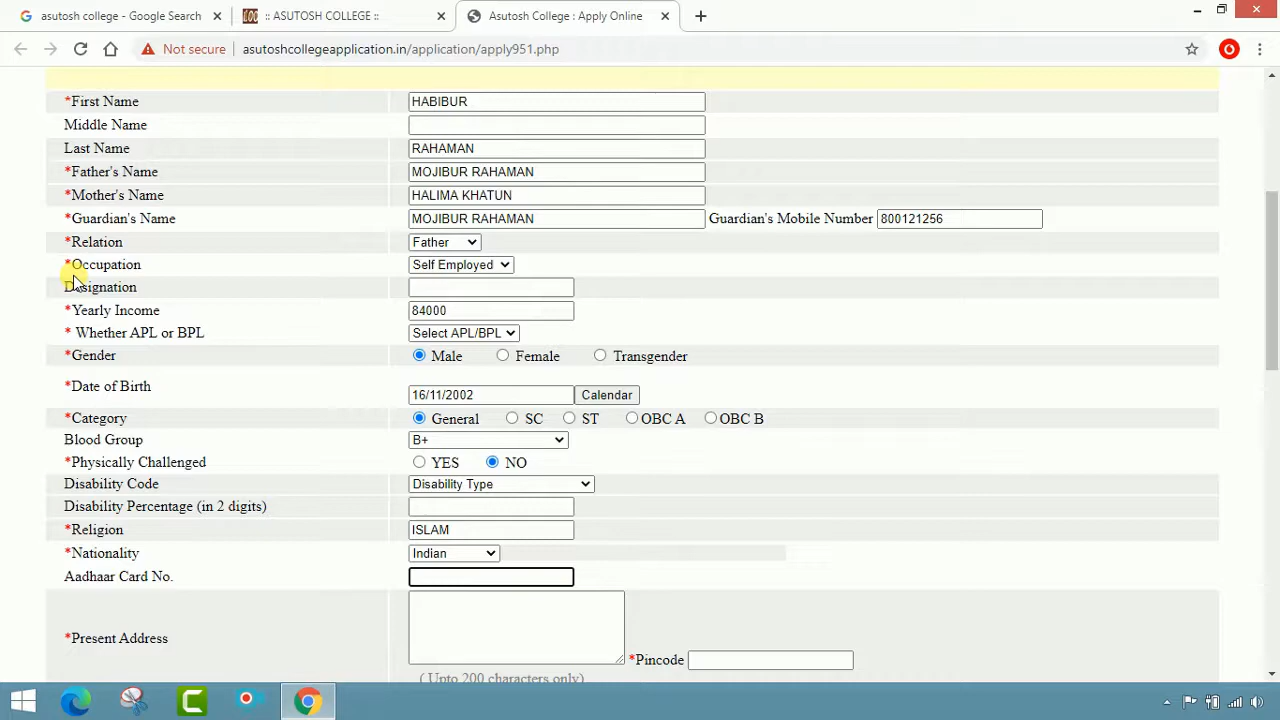 asutosh college - Google Search × :: ASUTOSH COLLEGE :: × Asutosh College : Apply Online × +
Not secure | asutoshcollegeapplication.in/application/apply951.php
*First Name HABIBUR
Middle Name
Last Name RAHAMAN
*Father's Name MOJIBUR RAHAMAN
*Mother's Name HALIMA KHATUN
*Guardian's Name MOJIBUR RAHAMAN Guardian's Mobile Number 800121256
*Relation Father
*Occupation Self Employed
Designation
*Yearly Income 84000
* Whether APL or BPL Select APL/BPL
*Gender Male Female Transgender
*Date of Birth 16/11/2002 Calendar
*Category General SC ST OBC A OBC B
Blood Group B+
*Physically Challenged YES NO
Disability Code Disability Type
Disability Percentage (in 2 digits)
*Religion ISLAM
*Nationality Indian
Aadhaar Card No.
*Present Address
*Pincode
( Upto 200 characters only)